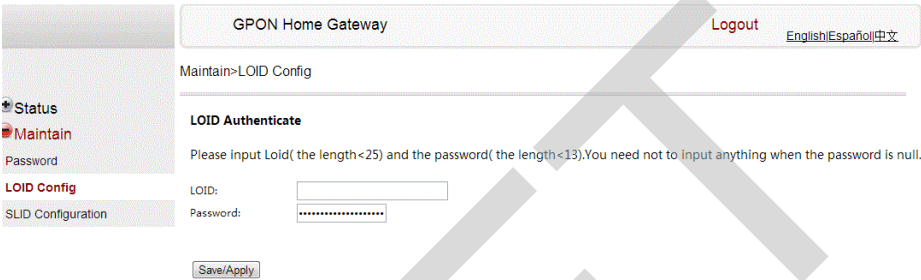 GPON Home Gateway
Logout
English|Español|中文
Maintain>LOID Config
Status
Maintain
Password
LOID Config
SLID Configuration
LOID Authenticate
Please input Loid( the length<25) and the password( the length<13).You need not to input anything when the password is null.
LOID:
Password: ••••••••••••••••••••
Save/Apply